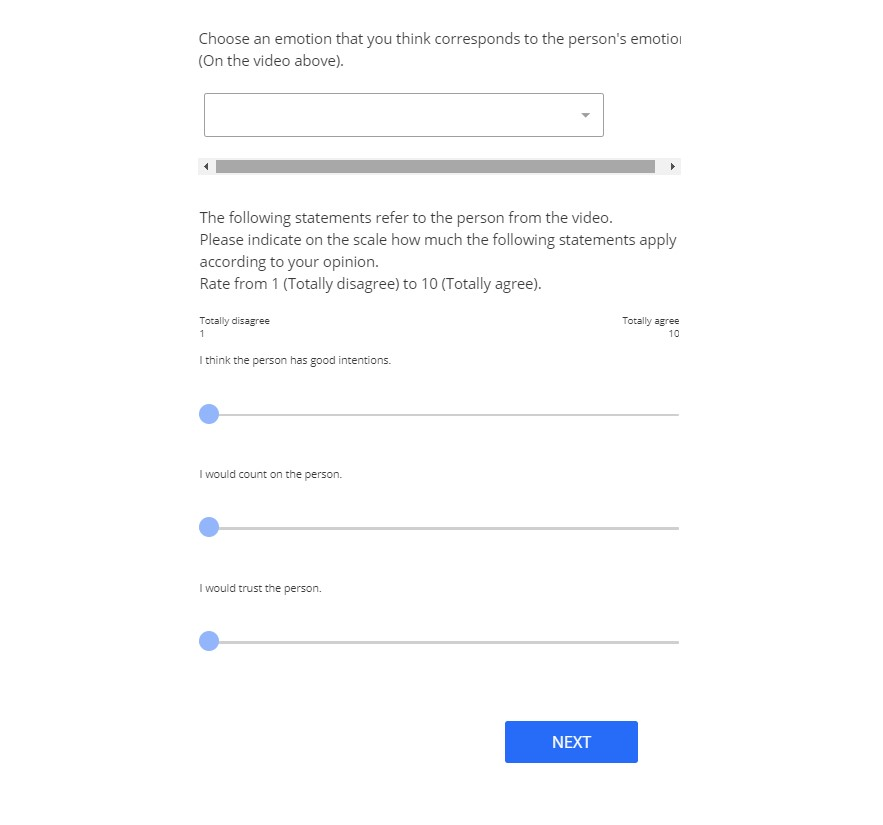 Choose an emotion that you think corresponds to the person's
(On the video above).
The following statements refer to the person from the video.
Please indicate on the scale how much the following statements apply
according to your opinion.
Rate from 1 (Totally disagree) to 10 (Totally agree).
Totally disagree Totally agree
1 10
I think the person has good intentions.
I would count on the person.
I would trust the person.
NEXT